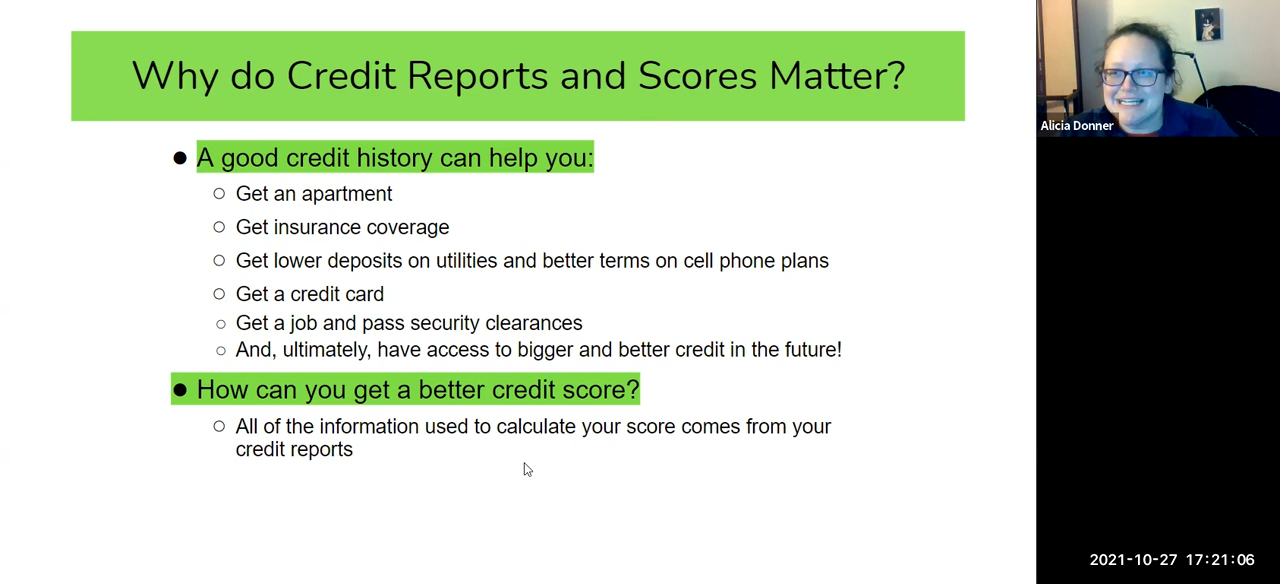 Why do Credit Reports and Scores Matter?
● A good credit history can help you:
○ Get an apartment
○ Get insurance coverage
○ Get lower deposits on utilities and better terms on cell phone plans
○ Get a credit card
○ Get a job and pass security clearances
○ And, ultimately, have access to bigger and better credit in the future!
● How can you get a better credit score?
○ All of the information used to calculate your score comes from your
credit reports
Alicia Donner
2021-10-27 17:21:06